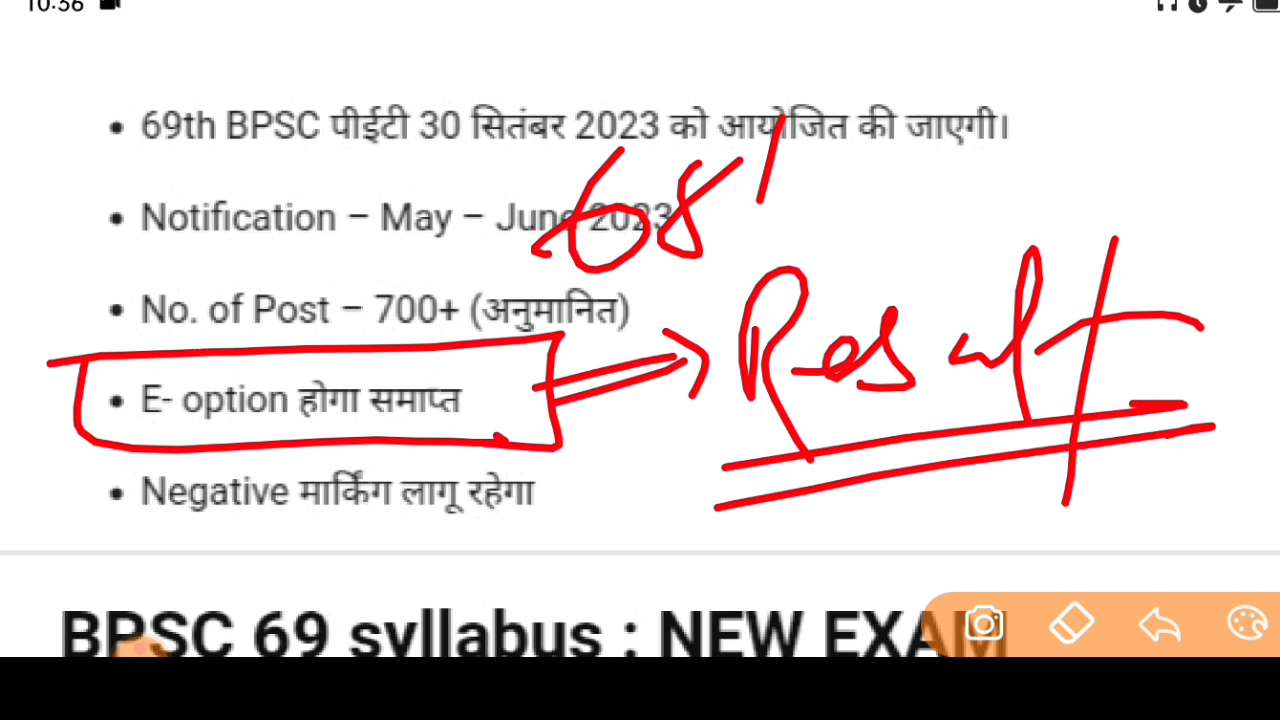 10:36
• 69th BPSC पीईटी 30 सितंबर 2023 को आयोजित की जाएगी।
68'
• Notification – May – June 2023
• No. of Post – 700+ (अनुमानित)
Result
• E- option होगा समाप्त
• Negative मार्किंग लागू रहेगा
BPSC 69 syllabus : NEW EXAM